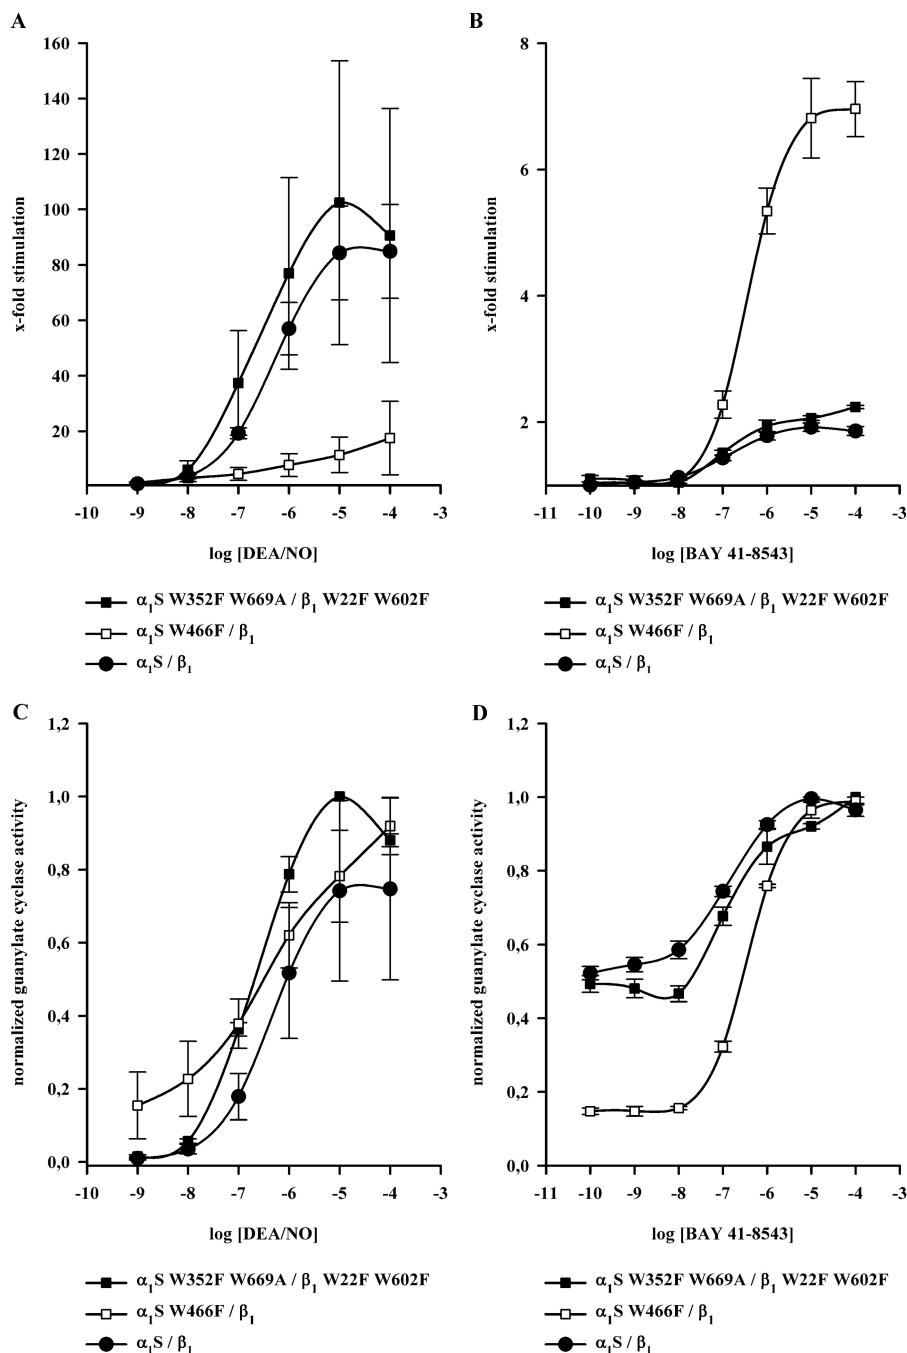 A
160
140
120
100
80
60
40
20
x-fold stimulation
-10 -9 -8 -7 -6 -5 -4 -3
log [DEA/NO]
α₁S W352F W669A / β₁ W22F W602F
α₁S W466F / β₁
α₁S / β₁
B
8
6
4
2
x-fold stimulation
-11 -10 -9 -8 -7 -6 -5 -4 -3
log [BAY 41-8543]
α₁S W352F W669A / β₁ W22F W602F
α₁S W466F / β₁
α₁S / β₁
C
1,2
1,0
0,8
0,6
0,4
0,2
0,0
normalized guanylate cyclase activity
-10 -9 -8 -7 -6 -5 -4 -3
log [DEA/NO]
α₁S W352F W669A / β₁ W22F W602F
α₁S W466F / β₁
α₁S / β₁
D
1,2
1,0
0,8
0,6
0,4
0,2
0,0
normalized guanylate cyclase activity
-11 -10 -9 -8 -7 -6 -5 -4 -3
log [BAY 41-8543]
α₁S W352F W669A / β₁ W22F W602F
α₁S W466F / β₁
α₁S / β₁